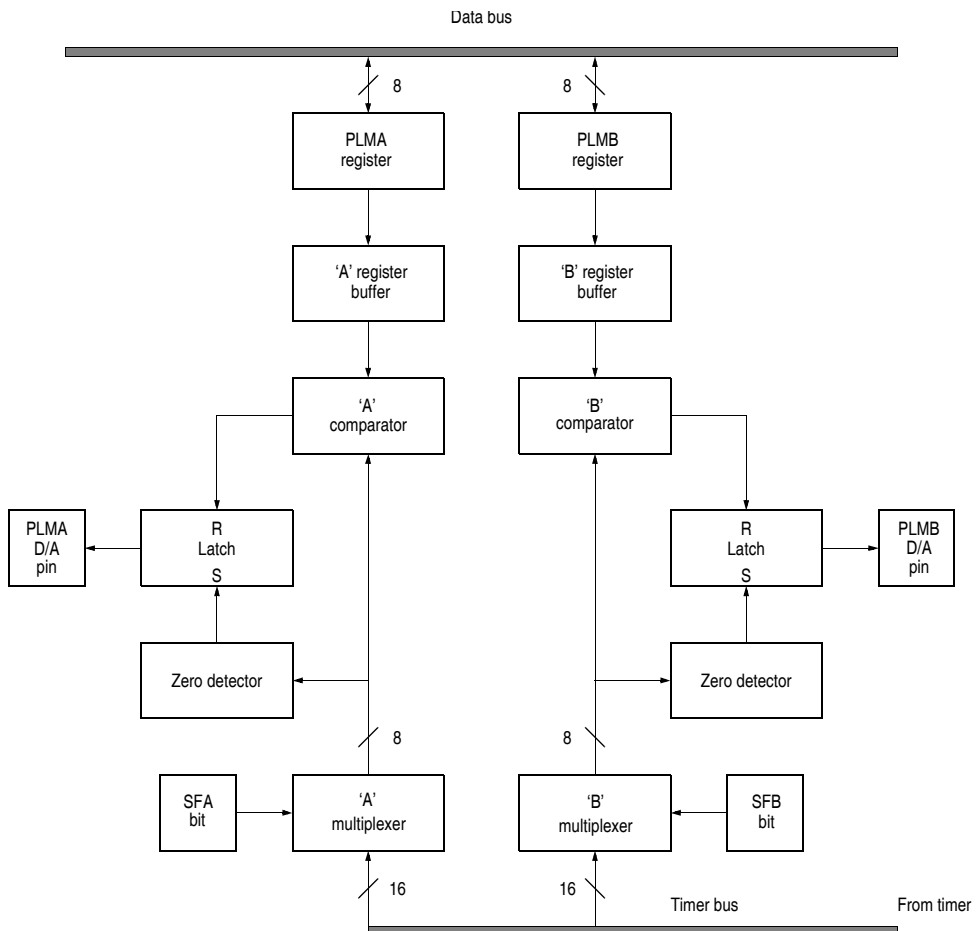 Data bus
8
8
PLMA
register
PLMB
register
‘A’ register
buffer
‘B’ register
buffer
‘A’
comparator
‘B’
comparator
PLMA
D/A
pin
R
Latch
S
R
Latch
S
PLMB
D/A
pin
Zero detector
Zero detector
8
8
SFA
bit
‘A’
multiplexer
‘B’
multiplexer
SFB
bit
16
16
Timer bus
From timer